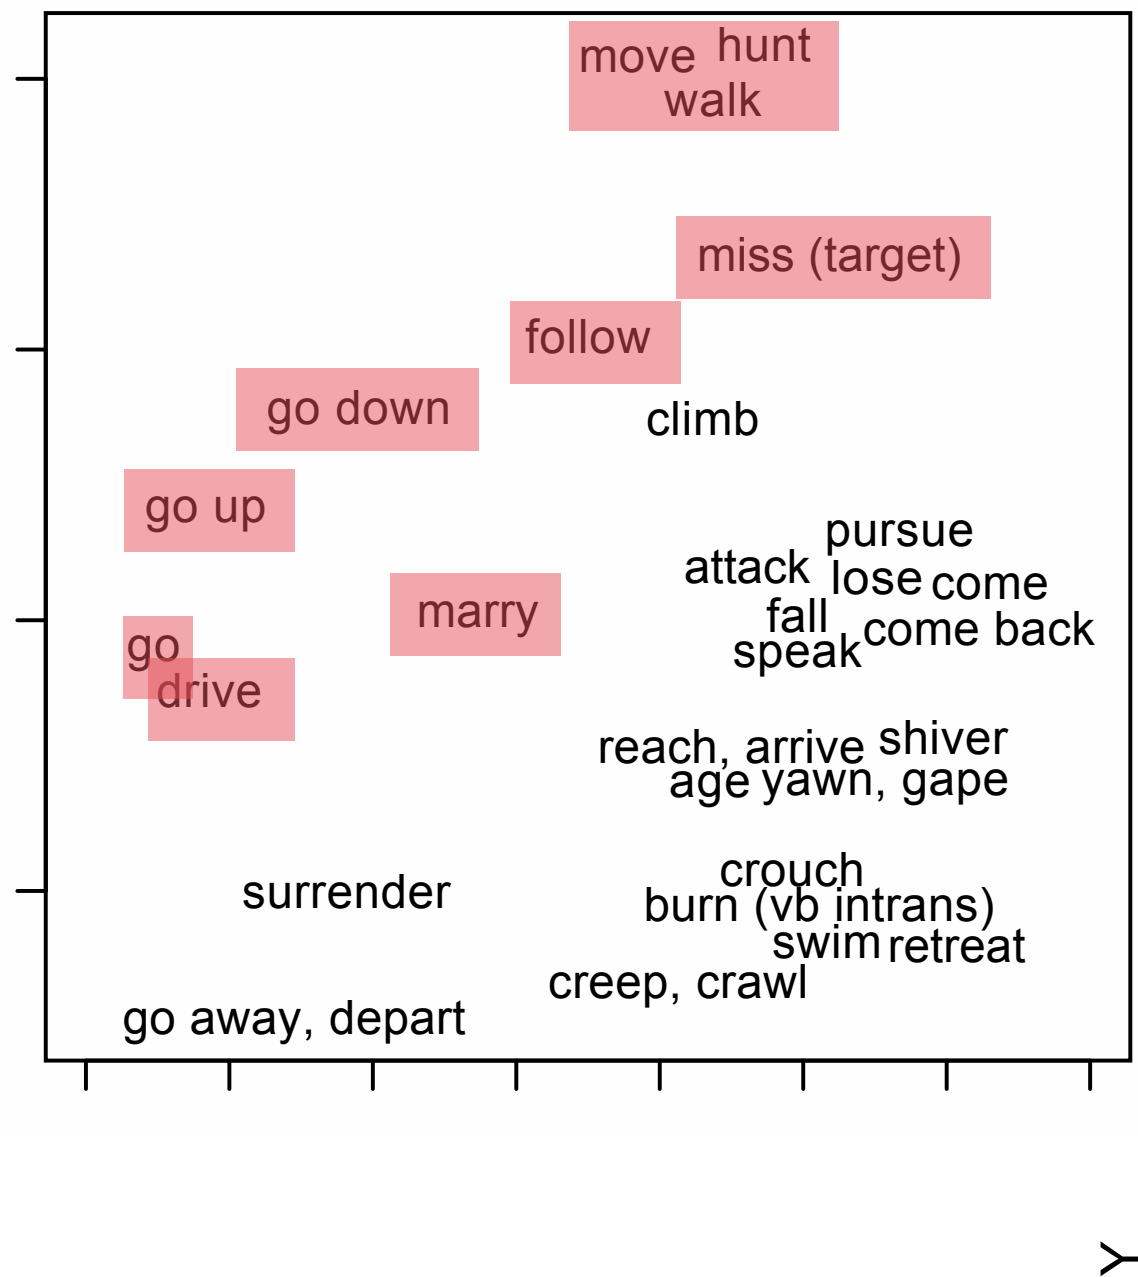 move hunt
walk
miss (target)
follow
go down
climb
go up
pursue
attack lose come
fall come back
marry
go speak
drive
reach, arrive shiver
age yawn, gape
crouch
surrender burn (vb intrans)
swim retreat
creep, crawl
go away, depart